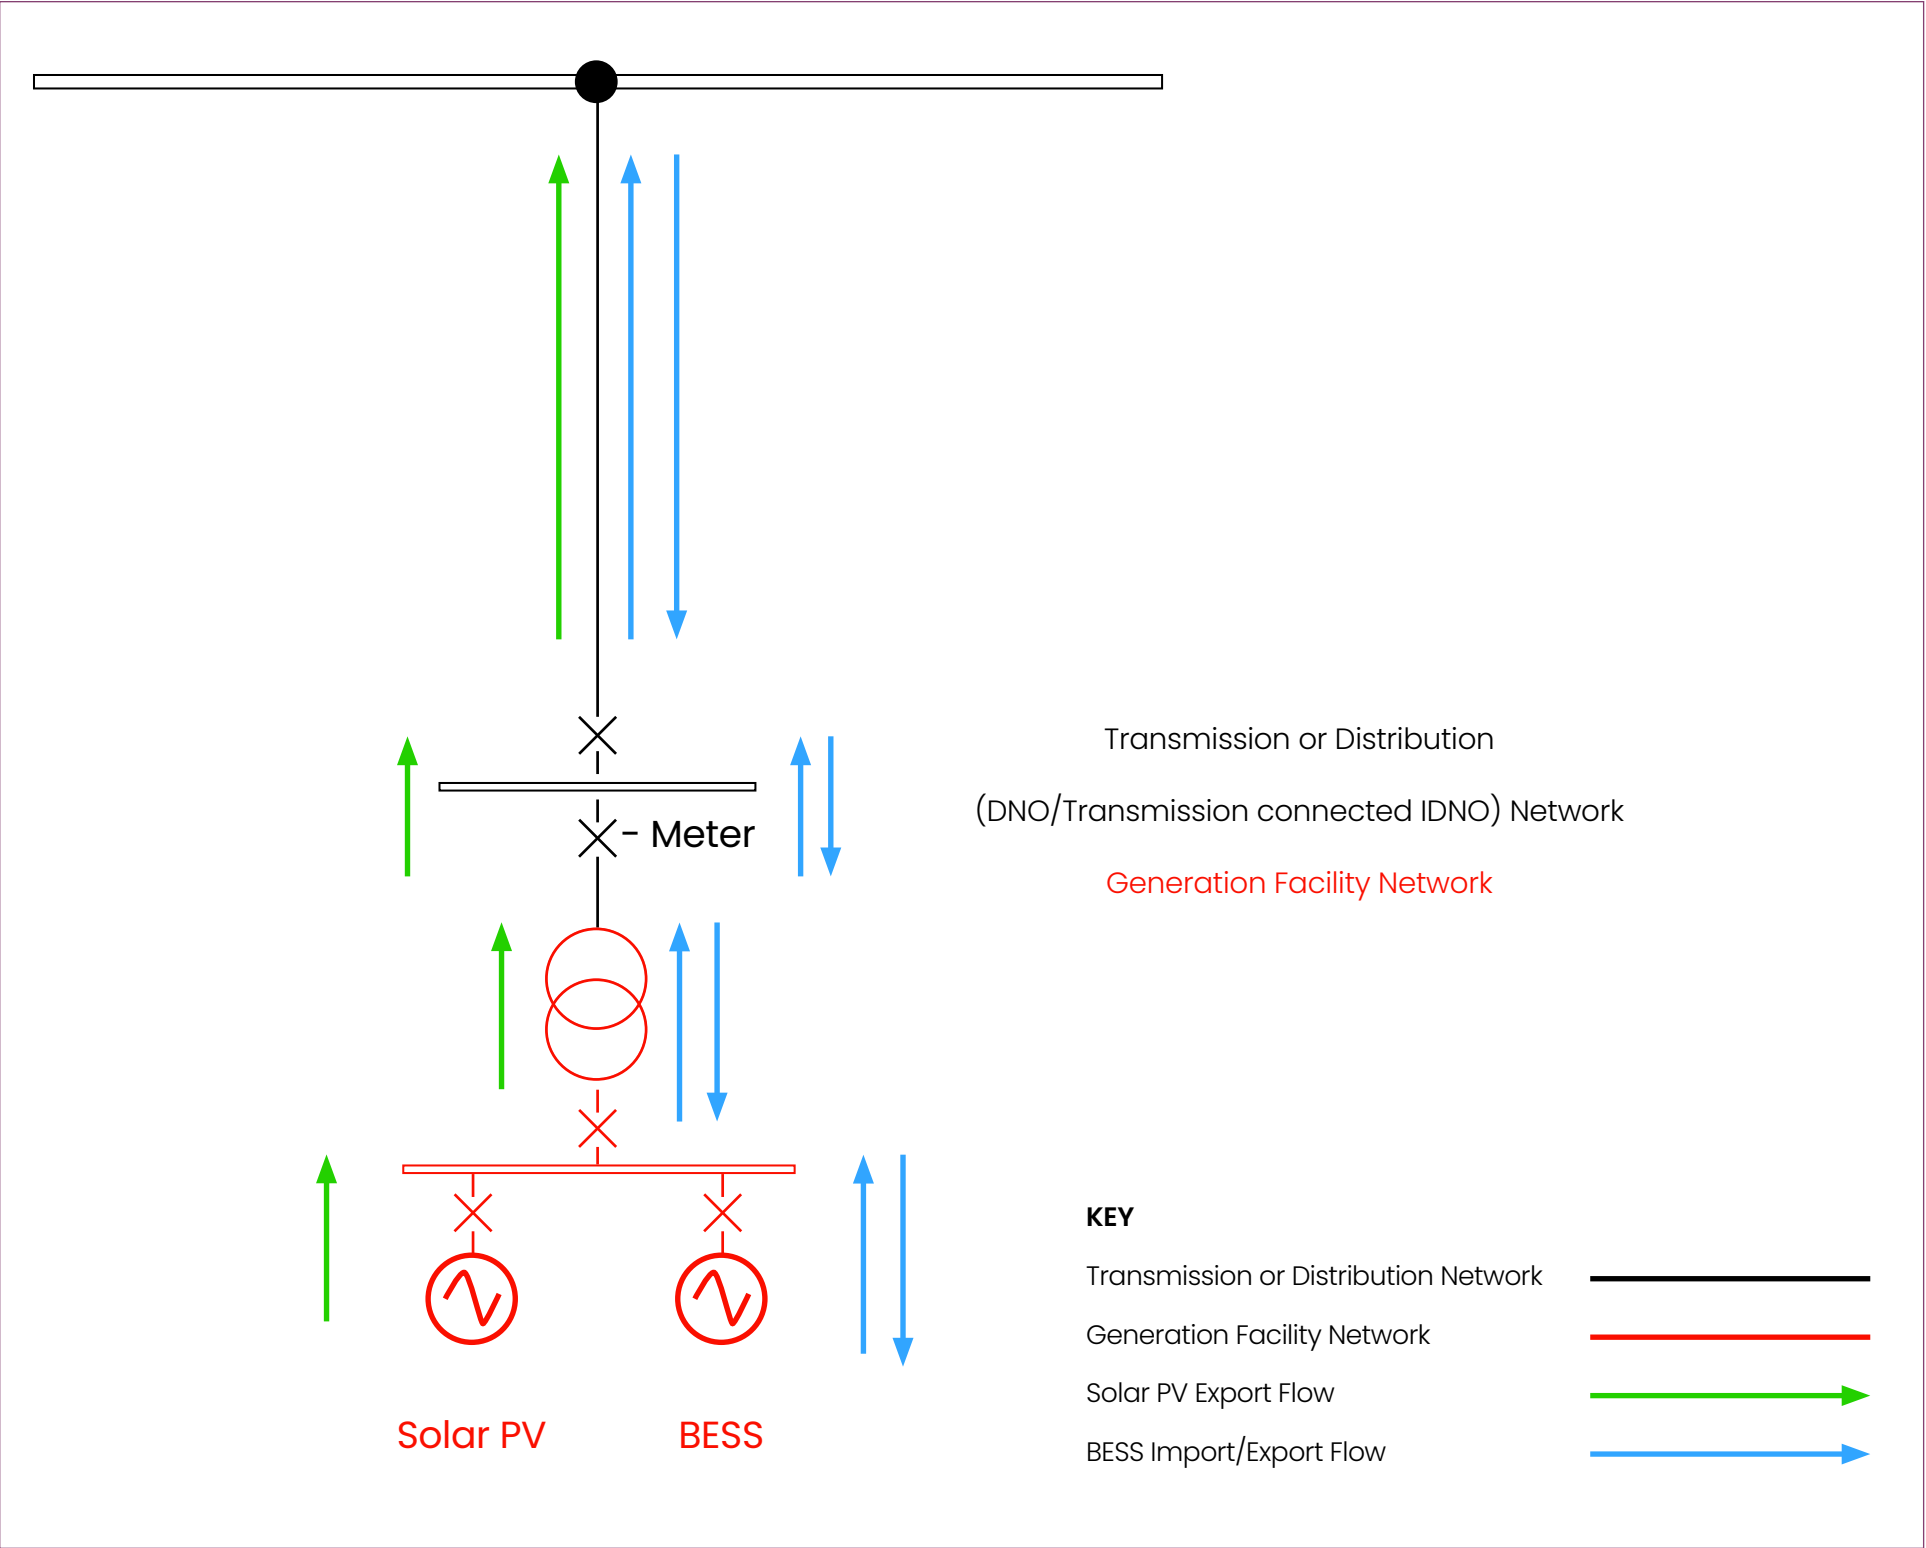 - Meter
Transmission or Distribution
(DNO/Transmission connected IDNO) Network
Generation Facility Network
Solar PV
BESS
KEY
Transmission or Distribution Network
Generation Facility Network
Solar PV Export Flow
BESS Import/Export Flow